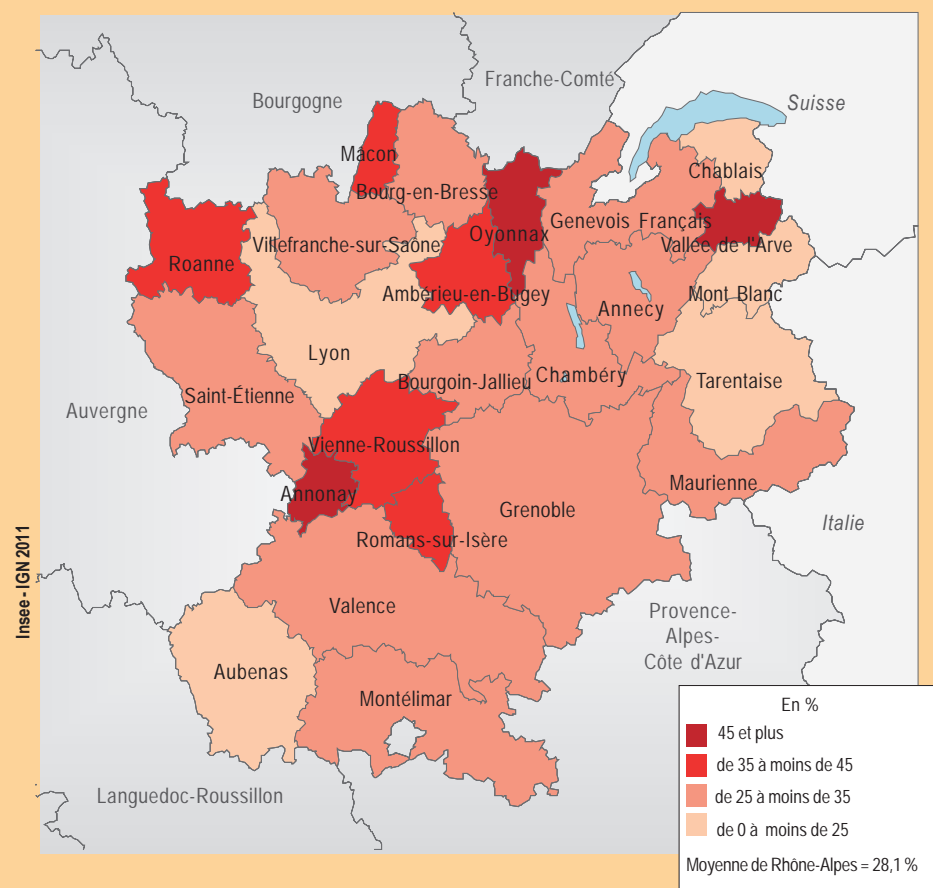 Franche-Comté
Bourgogne
Suisse
Mâcon
Chablais
Bourg-en-Bresse
Genevois Français
Oyonnax
Villefranche-sur-Saône
Vallée de l'Arve
Roanne
Ambérieu-en-Bugey
Mont Blanc
Annecy
Lyon
Bourgoin-Jallieu
Chambéry
Tarentaise
Saint-Étienne
Auvergne
Vienne-Roussillon
Maurienne
Annonay
Grenoble
Italie
Romans-sur-Isère
Insee - IGN 2011
Valence
Provence-
Alpes-
Côte d'Azur
Aubenas
Montélimar
Languedoc-Roussillon
En %
45 et plus
de 35 à moins de 45
de 25 à moins de 35
de 0 à moins de 25
Moyenne de Rhône-Alpes = 28,1 %